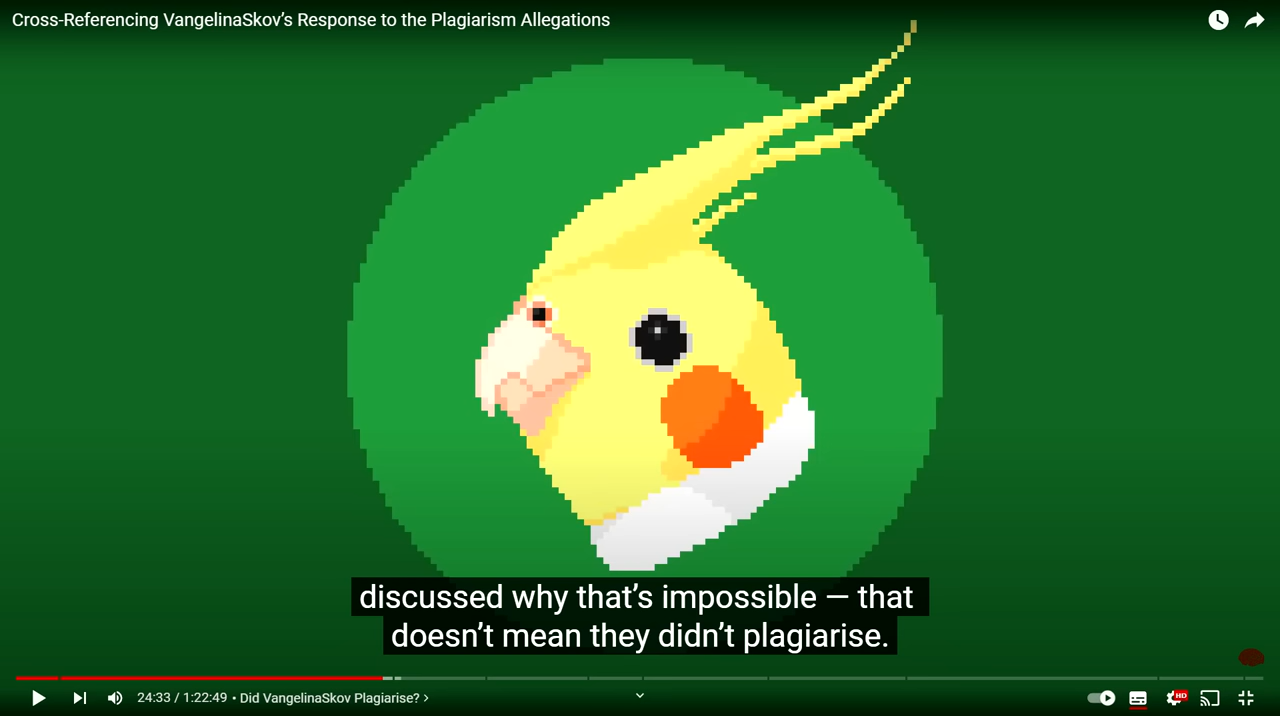 Cross-Referencing VangelinaSkov’s Response to the Plagiarism Allegations
discussed why that’s impossible — that
doesn’t mean they didn’t plagiarise.
24:33 / 1:22:49 • Did VangelinaSkov Plagiarise? ›
HD